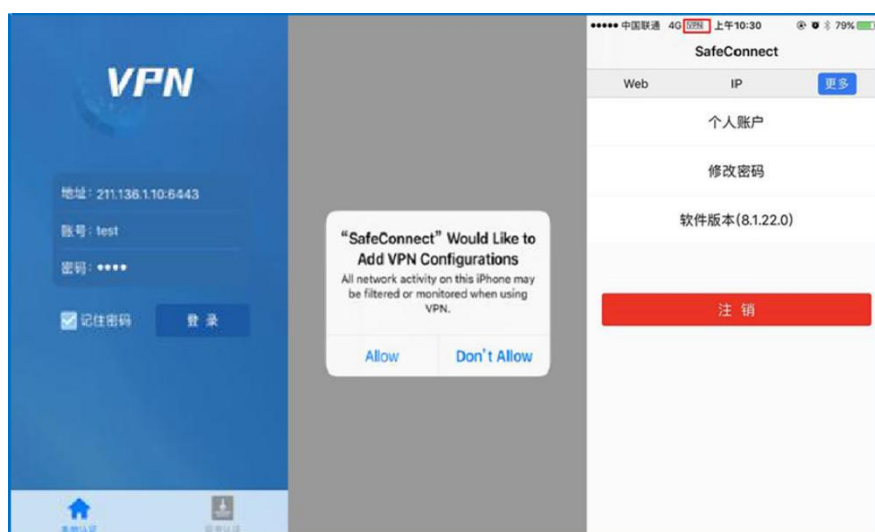 VPN
地址：211.136.1.10:6443
账号：test
密码：••••
记住密码
登 录
“SafeConnect” Would Like to
Add VPN Configurations
All network activity on this iPhone may
be filtered or monitored when using
VPN.
Allow
Don't Allow
●●●●● 中国联通 4G VPN 上午10:30 79%
SafeConnect
Web IP 更多
个人账户
修改密码
软件版本(8.1.22.0)
注 销